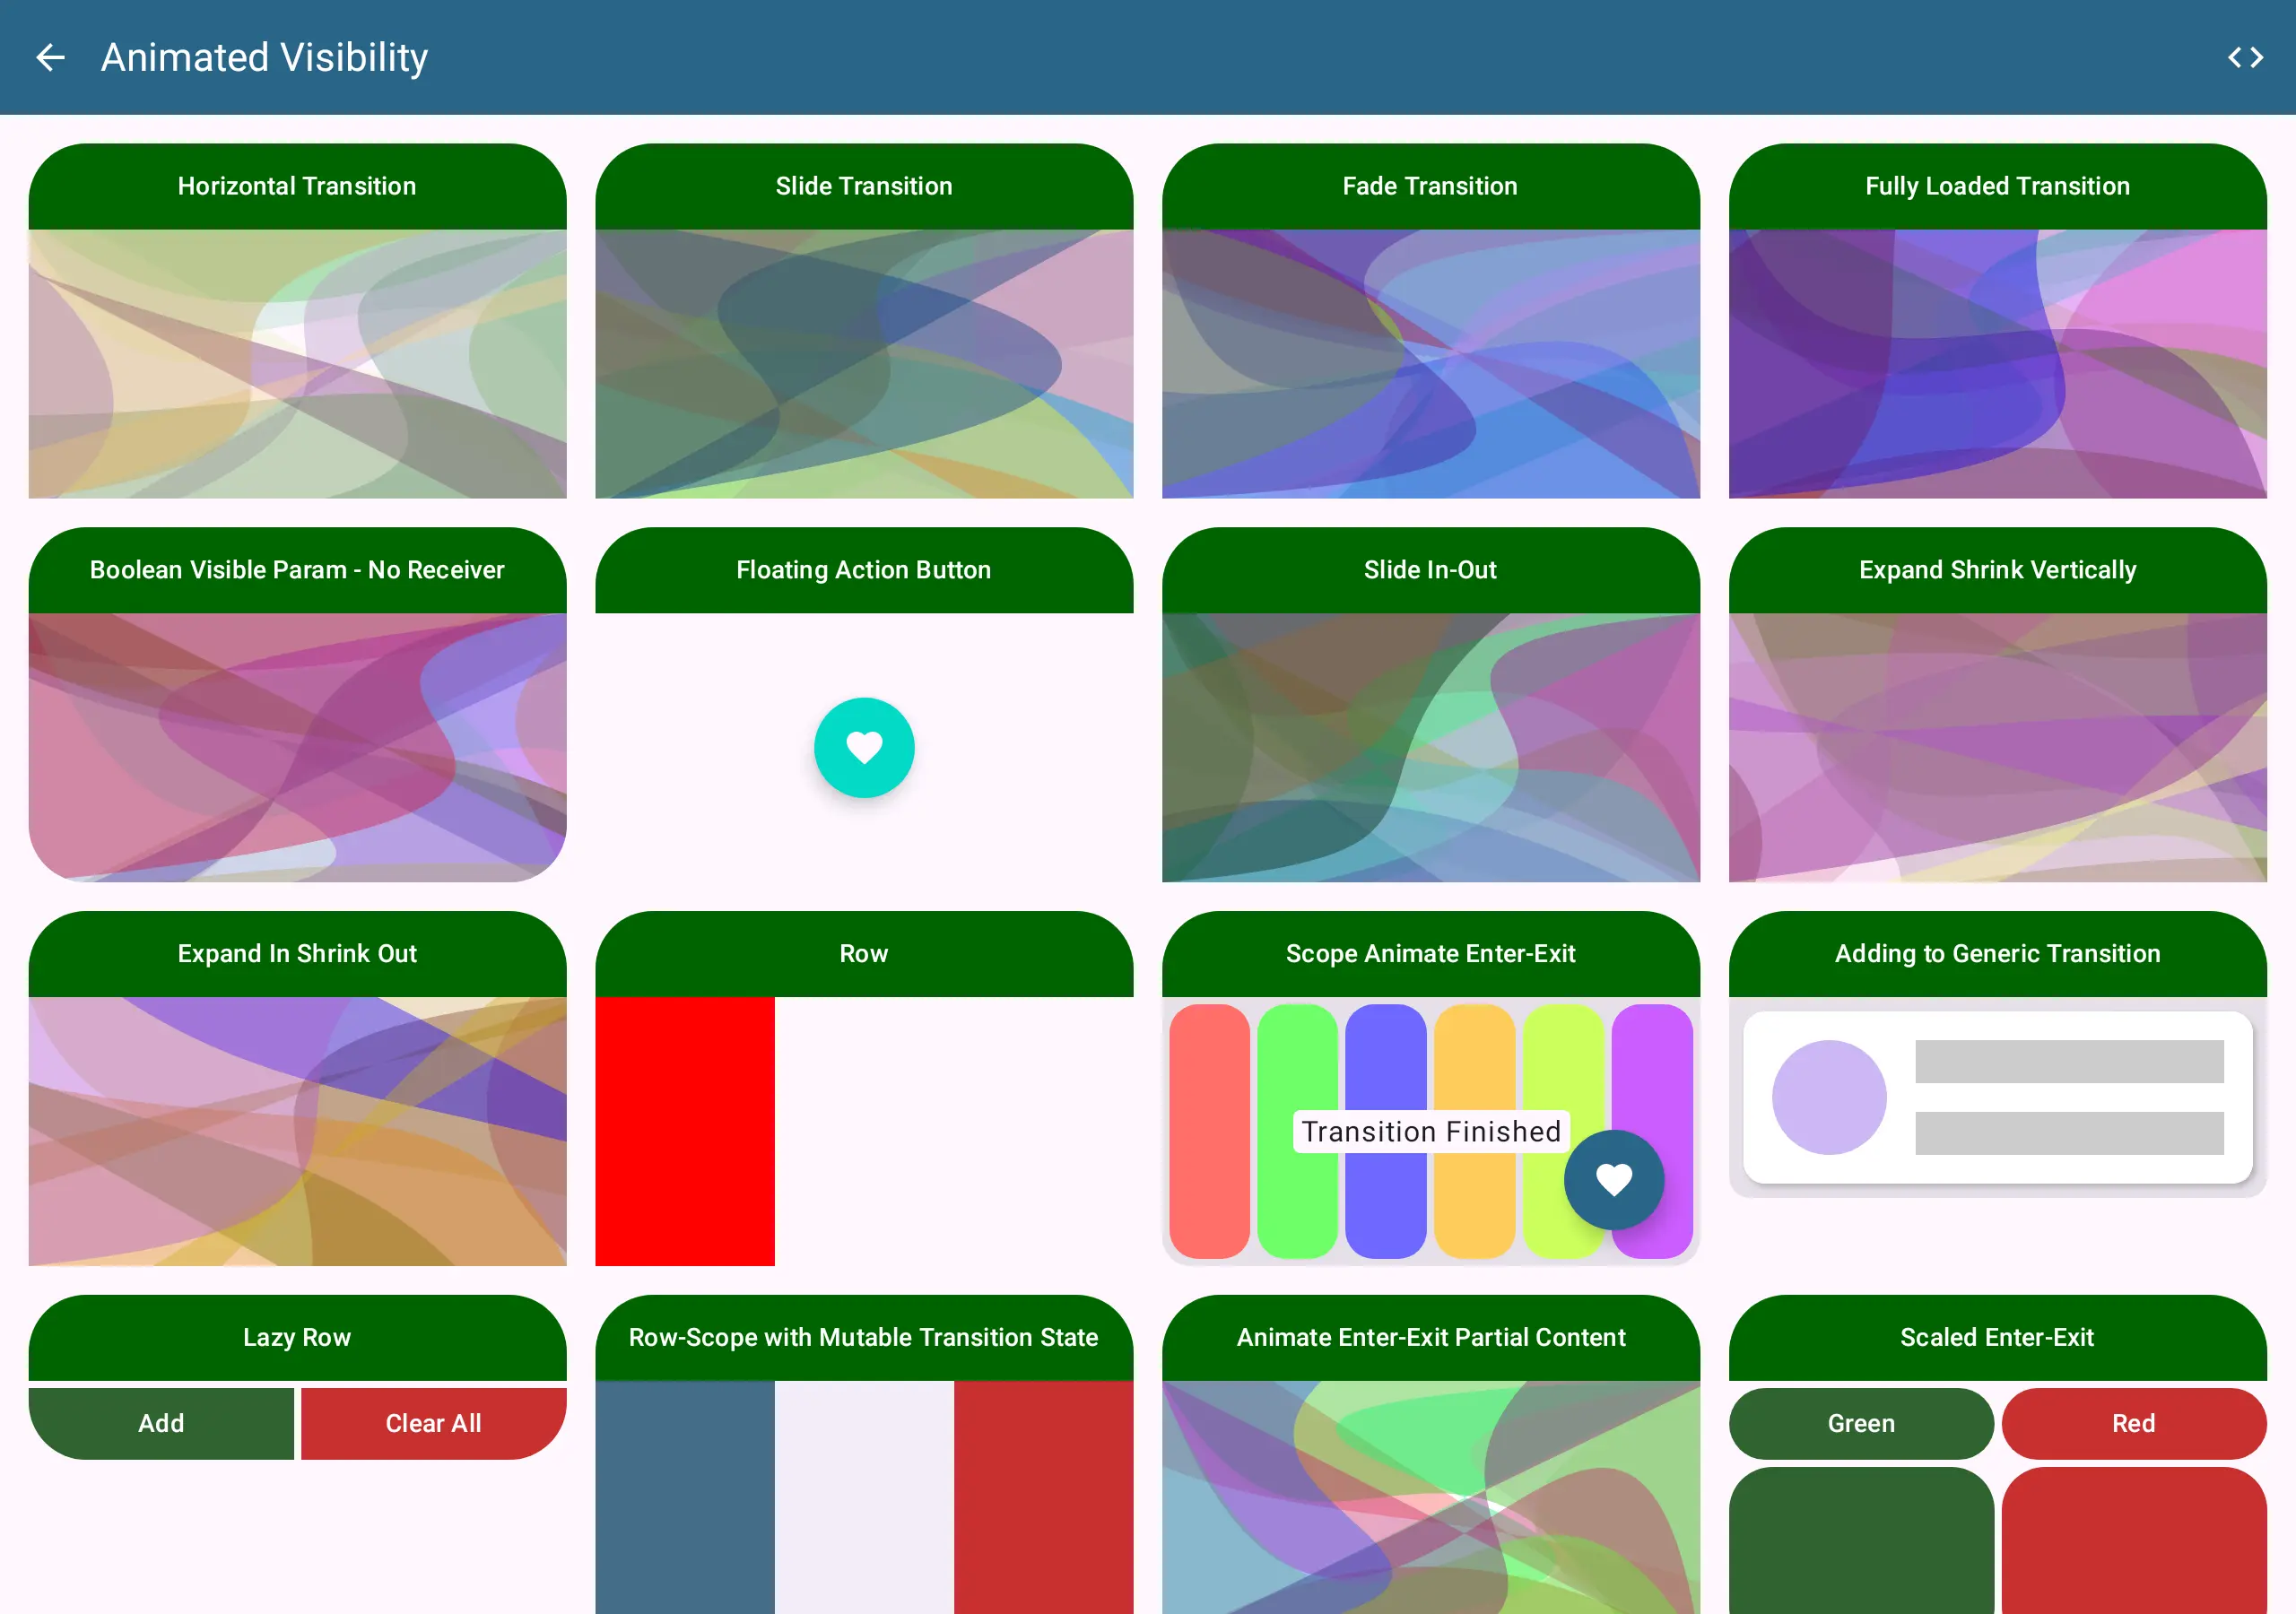 Animated Visibility
Horizontal Transition
Slide Transition
Fade Transition
Fully Loaded Transition
Boolean Visible Param - No Receiver
Floating Action Button
Slide In-Out
Expand Shrink Vertically
Expand In Shrink Out
Row
Scope Animate Enter-Exit
Adding to Generic Transition
Transition Finished
Lazy Row
Row-Scope with Mutable Transition State
Animate Enter-Exit Partial Content
Scaled Enter-Exit
Add
Clear All
Green
Red